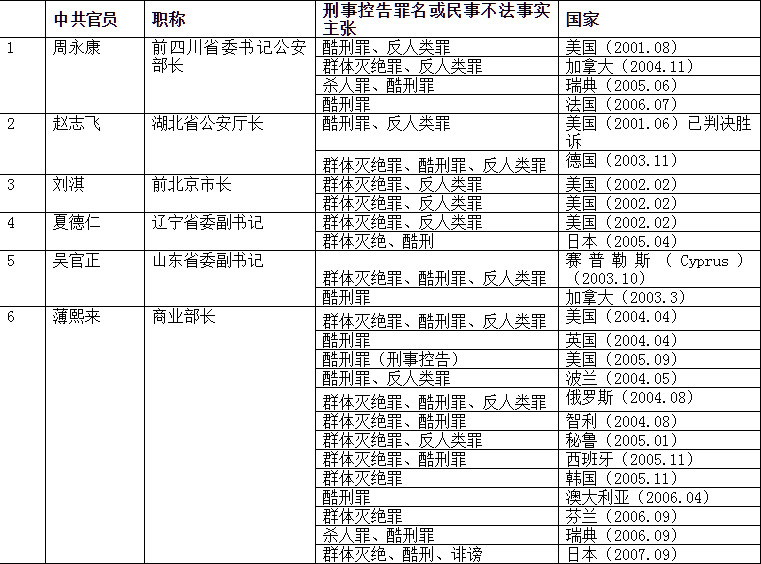 中共官员 职称 刑事控告罪名或民事不法事实主张 国家
1 周永康 前四川省委书记公安部长 酷刑罪、反人类罪 美国（2001.08）
群体灭绝罪、反人类罪 加拿大（2004.11）
杀人罪、酷刑罪 瑞典（2005.06）
酷刑罪 法国（2006.07）
2 赵志飞 湖北省公安厅长 酷刑罪、反人类罪 美国（2001.06）已判决胜诉
群体灭绝罪、酷刑罪、反人类罪 德国（2003.11）
3 刘淇 前北京市长 群体灭绝罪、反人类罪 美国（2002.02）
群体灭绝罪、反人类罪 美国（2002.02）
4 夏德仁 辽宁省委副书记 群体灭绝罪、反人类罪 美国（2002.02）
群体灭绝、酷刑 日本（2005.04）
5 吴官正 山东省委副书记 群体灭绝罪、酷刑罪、反人类罪 赛普勒斯（Cyprus）（2003.10）
酷刑罪 加拿大（2003.3）
6 薄熙来 商业部长 群体灭绝罪、酷刑罪、反人类罪 美国（2004.04）
酷刑罪 英国（2004.04）
酷刑罪（刑事控告） 美国（2005.09）
酷刑罪、反人类罪 波兰（2004.05）
群体灭绝罪、酷刑罪、反人类罪 俄罗斯（2004.08）
群体灭绝罪、酷刑罪 智利（2004.08）
群体灭绝罪、反人类罪 秘鲁（2005.01）
群体灭绝罪、酷刑罪 西班牙（2005.11）
群体灭绝罪 韩国（2005.11）
酷刑罪 澳大利亚（2006.04）
群体灭绝罪 芬兰（2006.09）
杀人罪、酷刑罪 瑞典（2006.09）
群体灭绝、酷刑、诽谤 日本（2007.09）